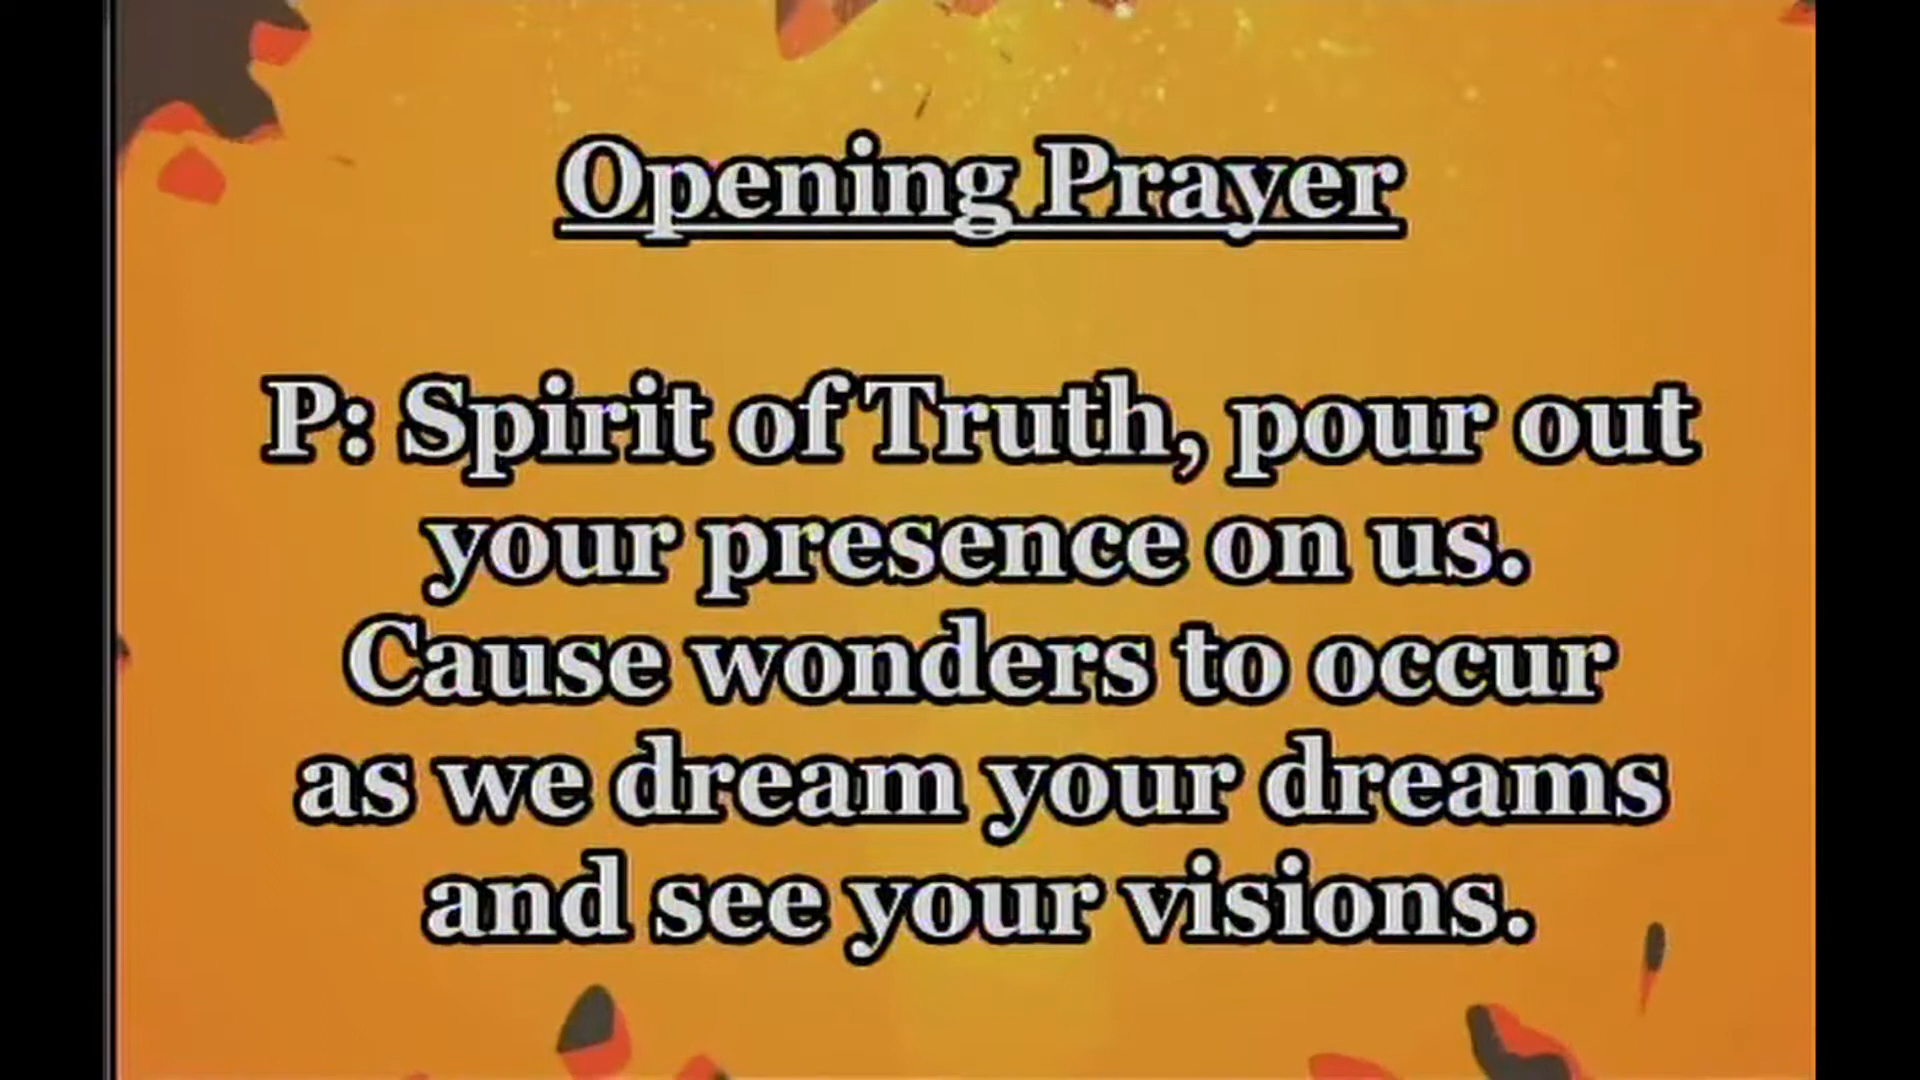 Opening Prayer
P: Spirit of Truth, pour out
your presence on us.
Cause wonders to occur
as we dream your dreams
and see your visions.